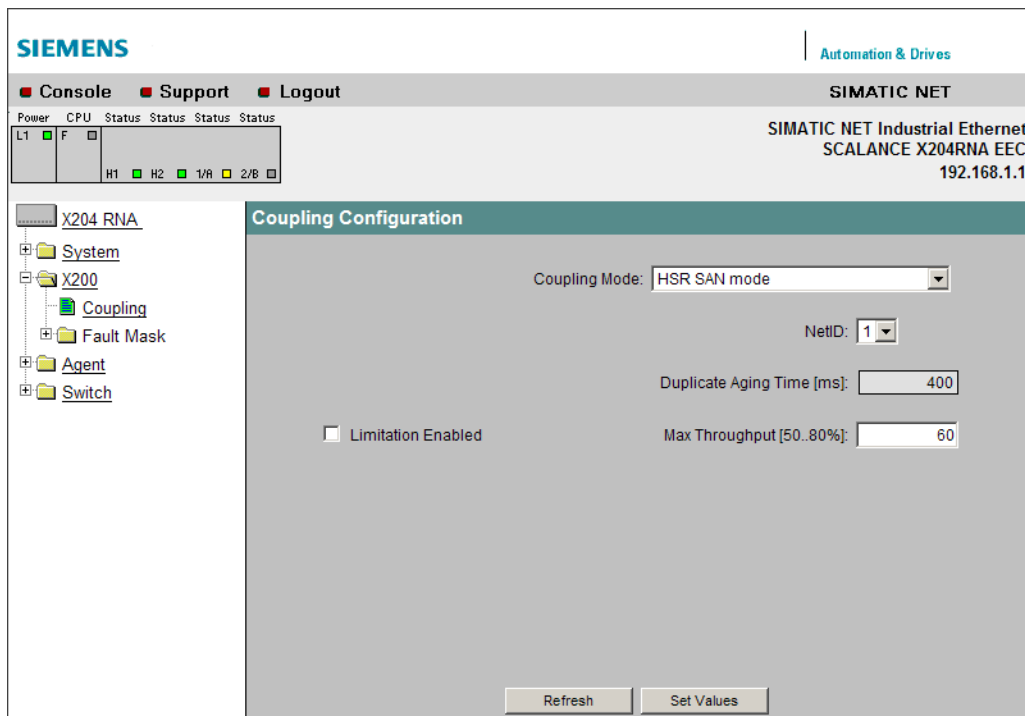 SIEMENS
Automation & Drives
Console Support Logout SIMATIC NET
Power CPU Status Status Status Status
L1 F
H1 H2 1/A 2/B
SIMATIC NET Industrial Ethernet
SCALANCE X204RNA EEC
192.168.1.1
X204 RNA
System
X200
Coupling
Fault Mask
Agent
Switch
Coupling Configuration
Coupling Mode: HSR SAN mode
NetID: 1
Duplicate Aging Time [ms]: 400
Limitation Enabled Max Throughput [50..80%]: 60
Refresh Set Values